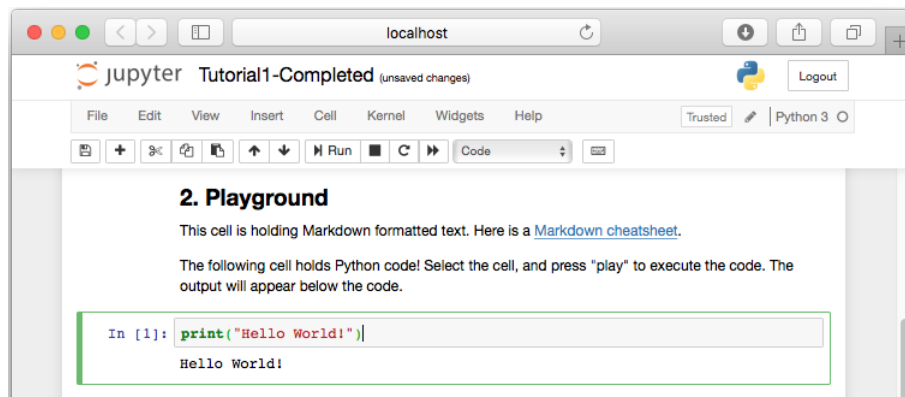 localhost
jupyter Tutorial1-Completed (unsaved changes) Logout
File Edit View Insert Cell Kernel Widgets Help Trusted Python 3
Run Code
2. Playground
This cell is holding Markdown formatted text. Here is a Markdown cheatsheet.
The following cell holds Python code! Select the cell, and press "play" to execute the code. The
output will appear below the code.
In [1]: print("Hello World!")
Hello World!